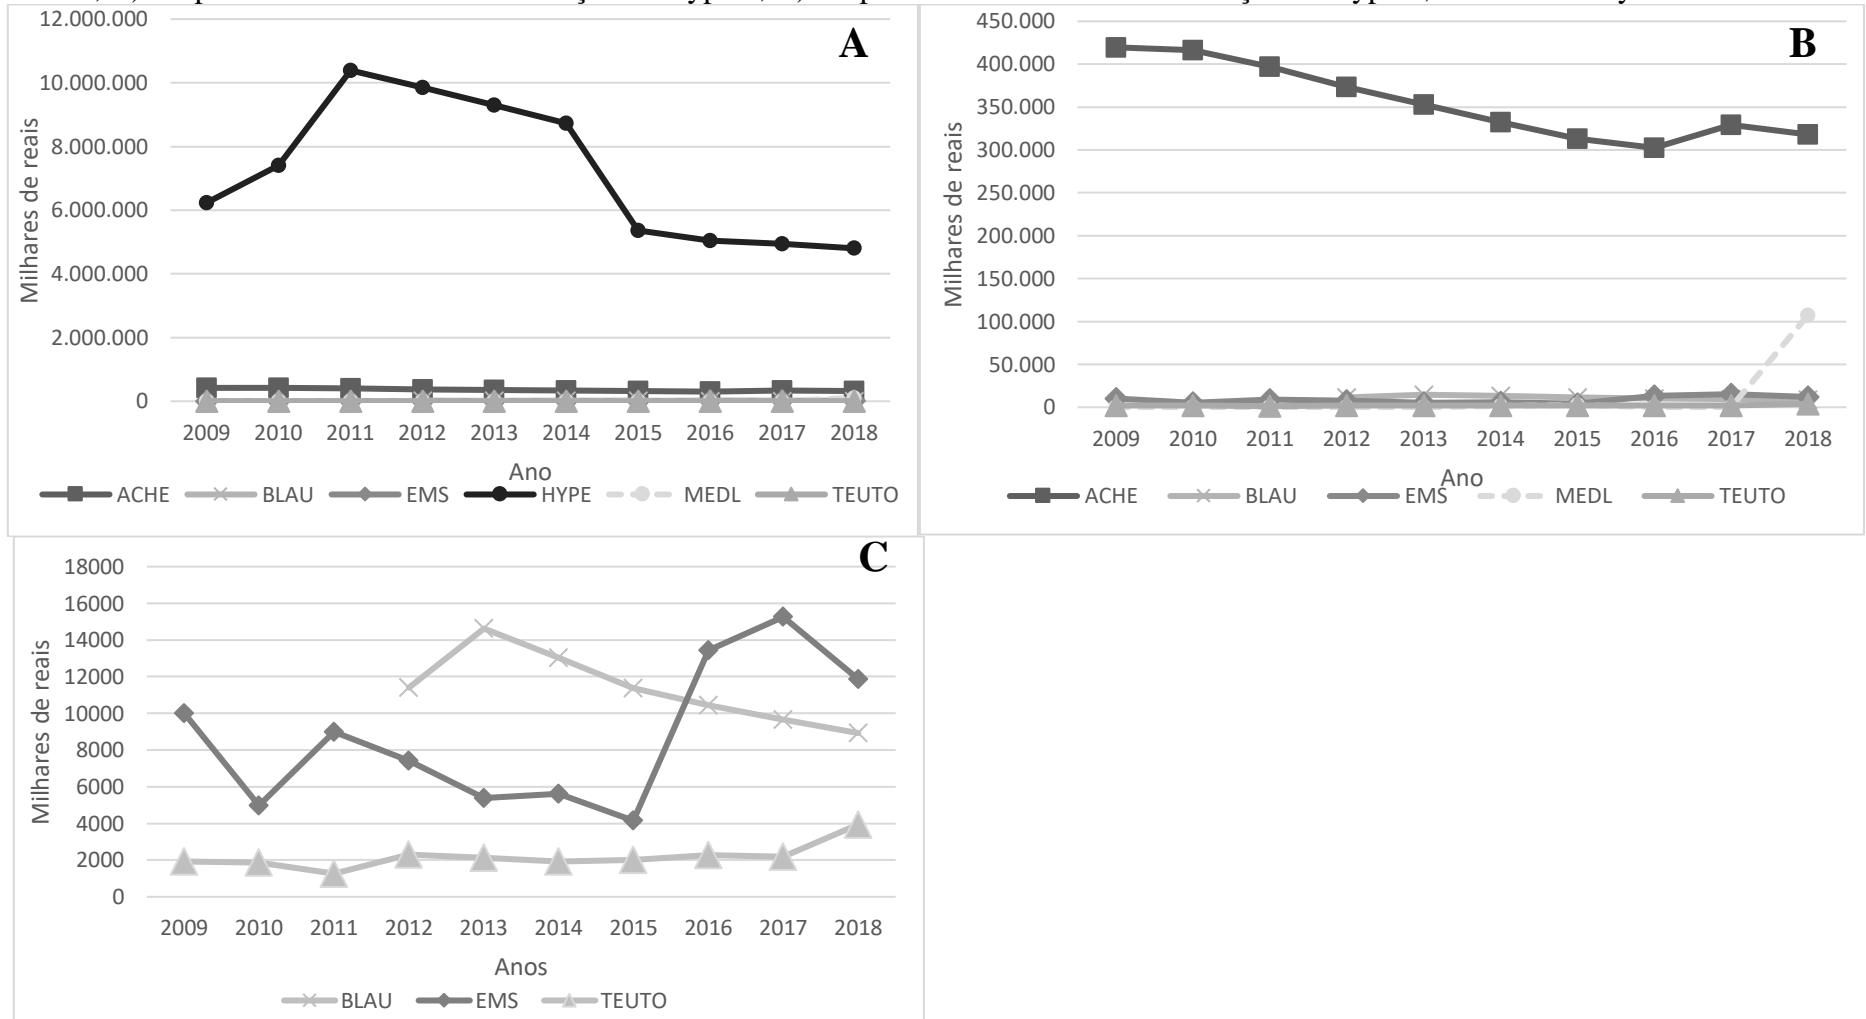 A
12.000.000
10.000.000
8.000.000
6.000.000
4.000.000
2.000.000
0
Milhares de reais
2009 2010 2011 2012 2013 2014 2015 2016 2017 2018
Ano
ACHE BLAU EMS HYPE MEDL TEUTO
B
450.000
400.000
350.000
300.000
250.000
200.000
150.000
100.000
50.000
0
Milhares de reais
2009 2010 2011 2012 2013 2014 2015 2016 2017 2018
Ano
ACHE BLAU EMS MEDL TEUTO
C
18000
16000
14000
12000
10000
8000
6000
4000
2000
0
Milhares de reais
2009 2010 2011 2012 2013 2014 2015 2016 2017 2018
Anos
BLAU EMS TEUTO